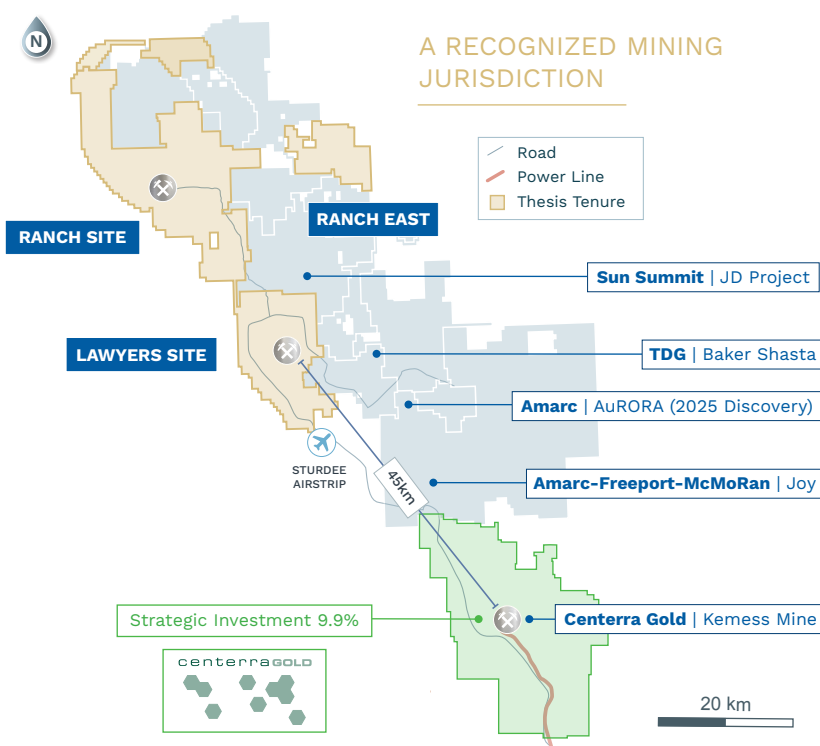 N
A RECOGNIZED MINING
JURISDICTION
Road
Power Line
Thesis Tenure
RANCH EAST
RANCH SITE
Sun Summit | JD Project
LAWYERS SITE
TDG | Baker Shasta
Amarc | AuRORA (2025 Discovery)
STURDEE
AIRSTRIP
45km
Amarc-Freeport-McMoRan | Joy
Strategic Investment 9.9%
Centerra Gold | Kemess Mine
centerraGOLD
20 km